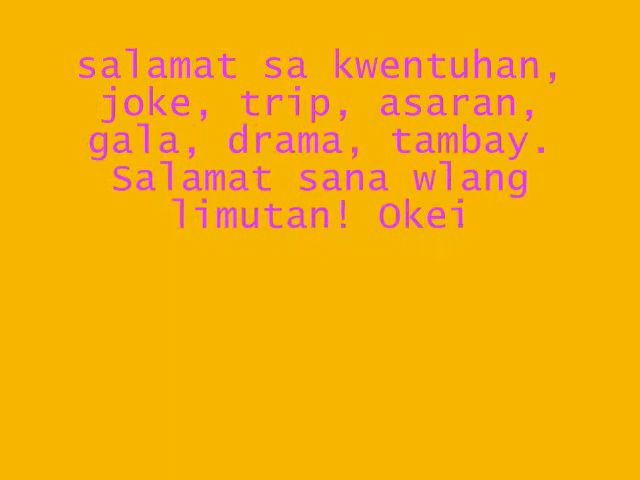 salamat sa kwentuhan,
joke, trip, asaran,
gala, drama, tambay.
Salamat sana wlang
limutan! Okei